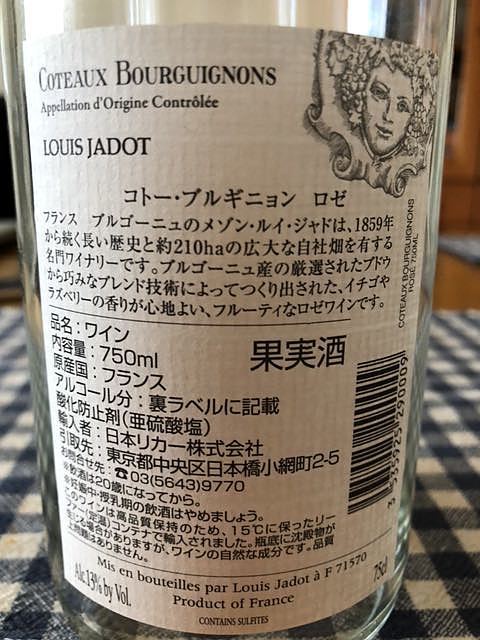 COTEAUX BOURGUIGNONS
Appellation d'Origine Contrôlée
LOUIS JADOT
コトー・ブルギニョン ロゼ
フランス ブルゴーニュのメゾン・ルイ・ジャドは、1859年
から続く長い歴史と約210haの広大な自社畑を有する
名門ワイナリーです。ブルゴーニュ産の厳選されたブドウ
から巧みなブレンド技術によってつくり出された、イチゴや
ラズベリーの香りが心地よい、フルーティなロゼワインです。
品名：ワイン
内容量：750ml
原産国：フランス
アルコール分：裏ラベルに記載
酸化防止剤（亜硫酸塩）
輸入者：日本リカー株式会社
引取先：東京都中央区日本橋小網町2-5
お問合せ先：☎03(5643)9770
※飲酒は20歳になってから。
※妊娠中・授乳期の飲酒はやめましょう。
このワインは高品質保持のため、15℃に保ったリー
ファー（定温）コンテナで輸入されました。瓶底に沈殿物が
生じる場合がありますが、ワインの自然な成分です。品質
上問題はありません。
果実酒
COTEAUX BOURGUIGNONS
ROSÉ 750ML
3 535925 290009
Mis en bouteilles par Louis Jadot à F 71570
Alc.13% by Vol.
Product of France
75cl
CONTAINS SULFITES